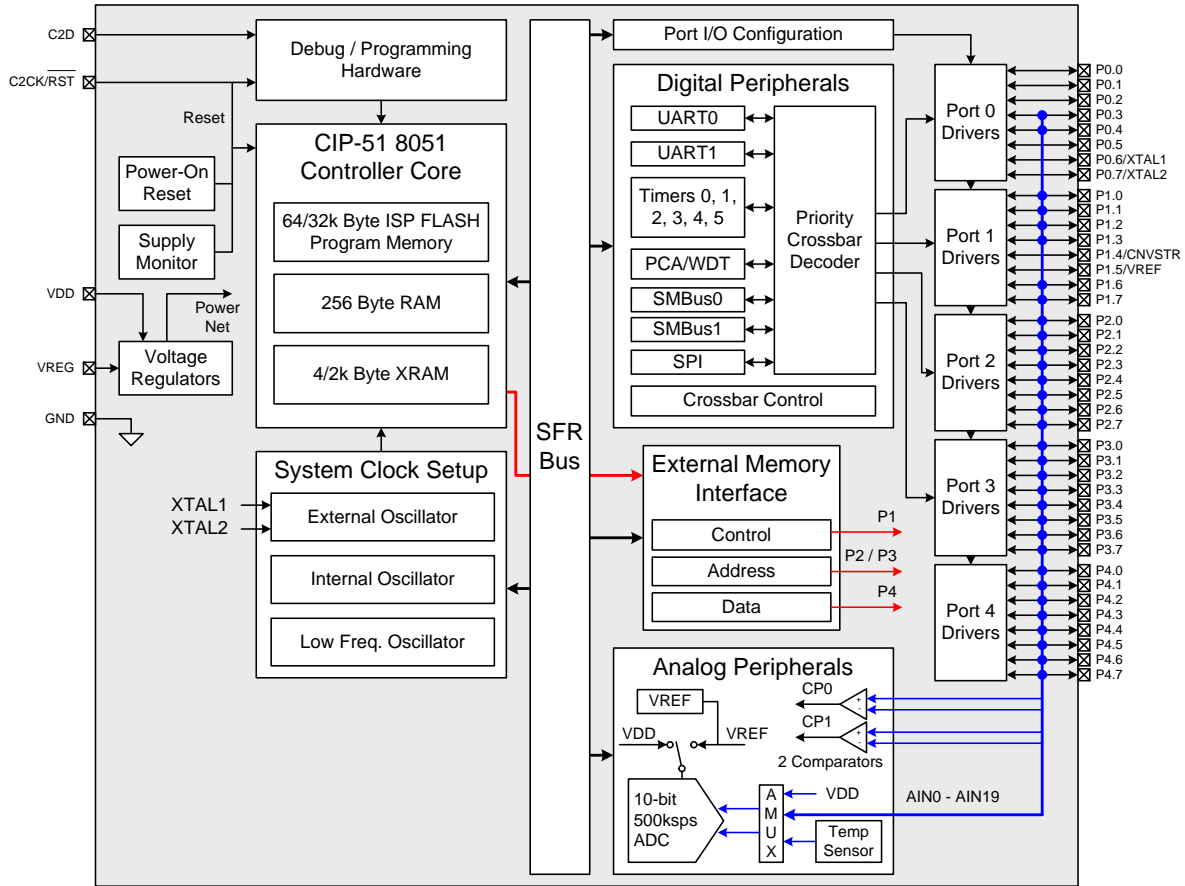 C2D
C2CK/RST
Debug / Programming
Hardware
Reset
Power-On
Reset
Supply
Monitor
VDD
Power
Net
VREG
Voltage
Regulators
GND
CIP-51 8051
Controller Core
64/32k Byte ISP FLASH
Program Memory
256 Byte RAM
4/2k Byte XRAM
System Clock Setup
XTAL1
XTAL2
External Oscillator
Internal Oscillator
Low Freq. Oscillator
SFR
Bus
Port I/O Configuration
Digital Peripherals
UART0
UART1
Timers 0, 1,
2, 3, 4, 5
PCA/WDT
SMBus0
SMBus1
SPI
Priority
Crossbar
Decoder
Crossbar Control
External Memory
Interface
Control
Address
Data
P1
P2 / P3
P4
Analog Peripherals
VREF
VDD
VREF
CP0
+
-
CP1
+
-
2 Comparators
10-bit
500ksps
ADC
A
M
U
X
VDD
Temp
Sensor
AIN0 - AIN19
Port 0
Drivers
Port 1
Drivers
Port 2
Drivers
Port 3
Drivers
Port 4
Drivers
P0.0
P0.1
P0.2
P0.3
P0.4
P0.5
P0.6/XTAL1
P0.7/XTAL2
P1.0
P1.1
P1.2
P1.3
P1.4/CNVSTR
P1.5/VREF
P1.6
P1.7
P2.0
P2.1
P2.2
P2.3
P2.4
P2.5
P2.6
P2.7
P3.0
P3.1
P3.2
P3.3
P3.4
P3.5
P3.6
P3.7
P4.0
P4.1
P4.2
P4.3
P4.4
P4.5
P4.6
P4.7